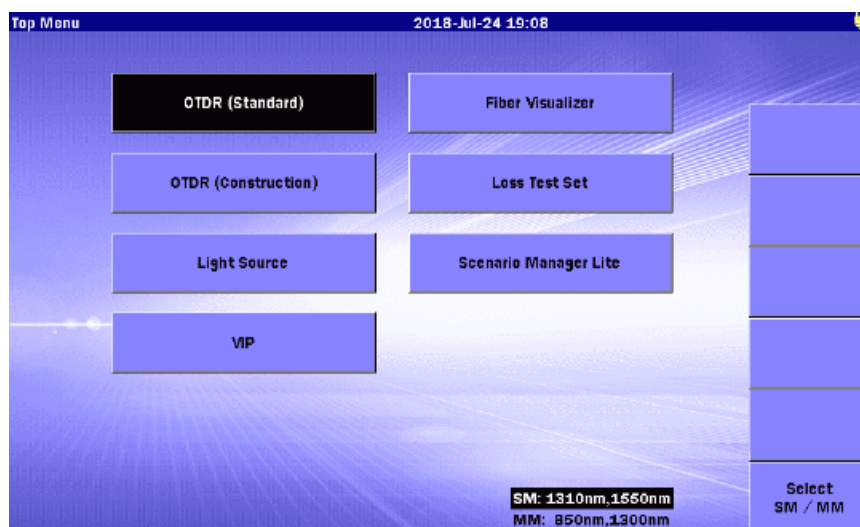 Top Menu 2018-Jul-24 19:08
OTDR (Standard) Fiber Visualizer
OTDR (Construction) Loss Test Set
Light Source Scenario Manager Lite
VIP
SM: 1310nm,1550nm
MM: 850nm,1300nm
Select
SM / MM